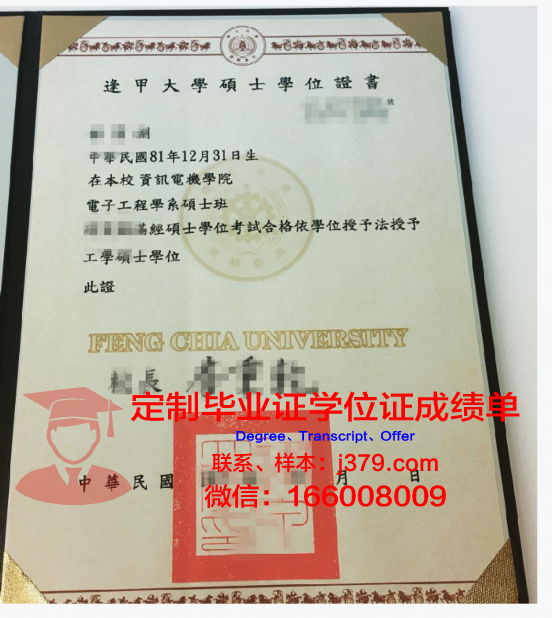 逢甲大學碩士學位證書
號
中華民國81年12月31日生
在本校 資訊電機學院
電子工程學系碩士班
萬經碩士學位考試合格依學位授予法授予
工學碩士學位
此證
FENG CHIA UNIVERSITY
校長
定制毕业证学位证成绩单
Degree、Transcript、Offer
联系、样本：j379.com
中華民國 月 日
微信：166008009